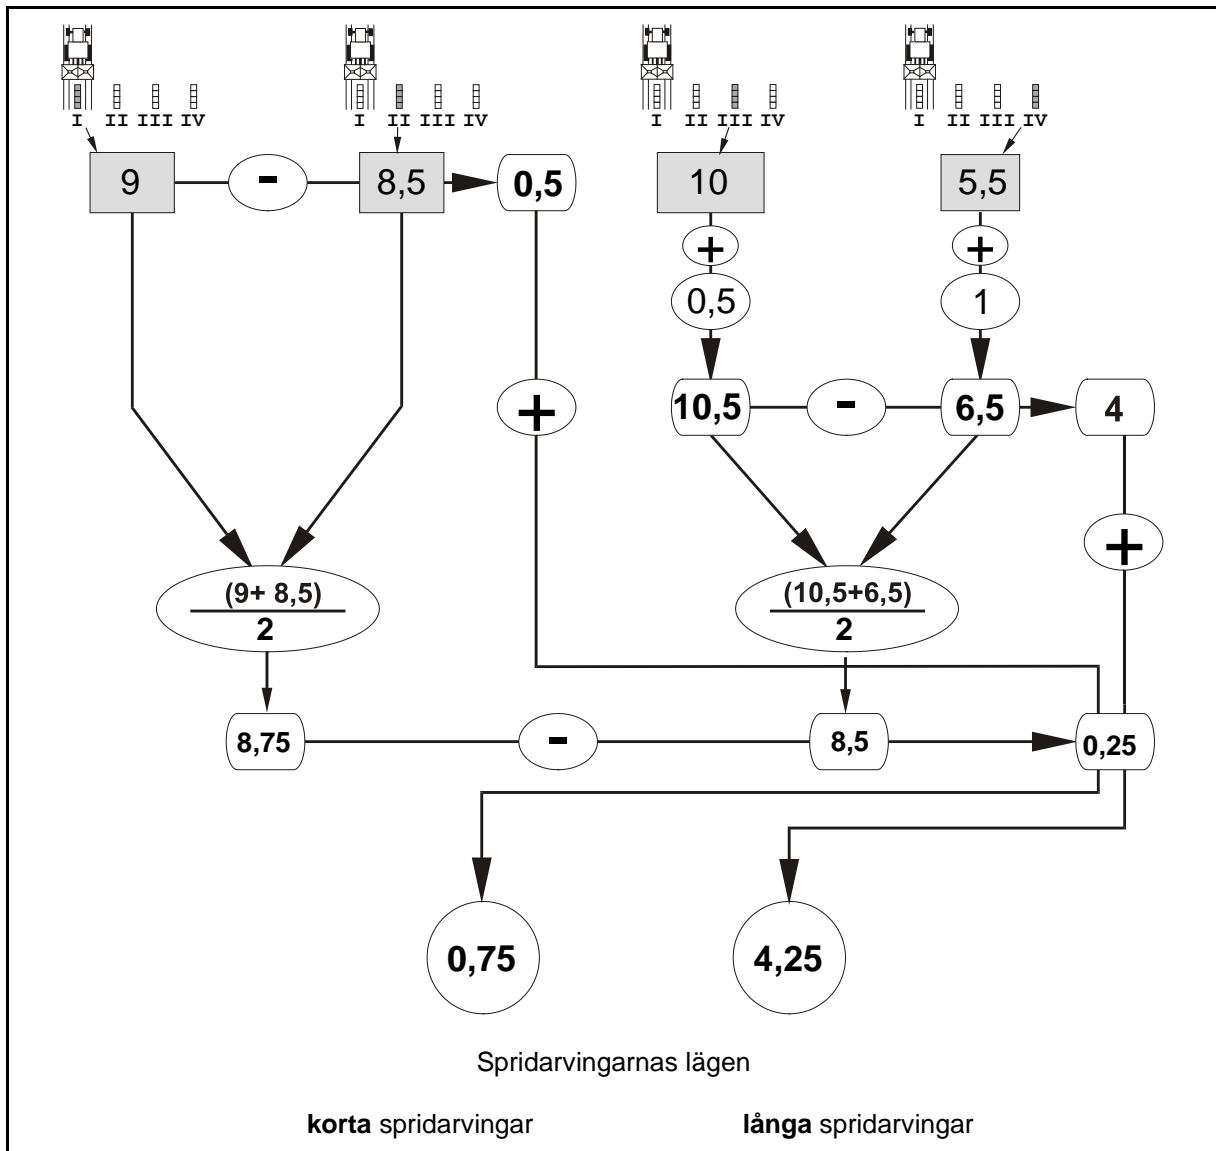 I II III IV I II III IV I II III IV I II III IV
9 - 8,5 0,5 10 5,5
+ +
0,5 1
+ 10,5 - 6,5 4
+
(9+ 8,5) (10,5+6,5)
2 2
8,75 - 8,5 0,25
0,75 4,25
Spridarvingarnas lägen
korta spridarvingar långa spridarvingar